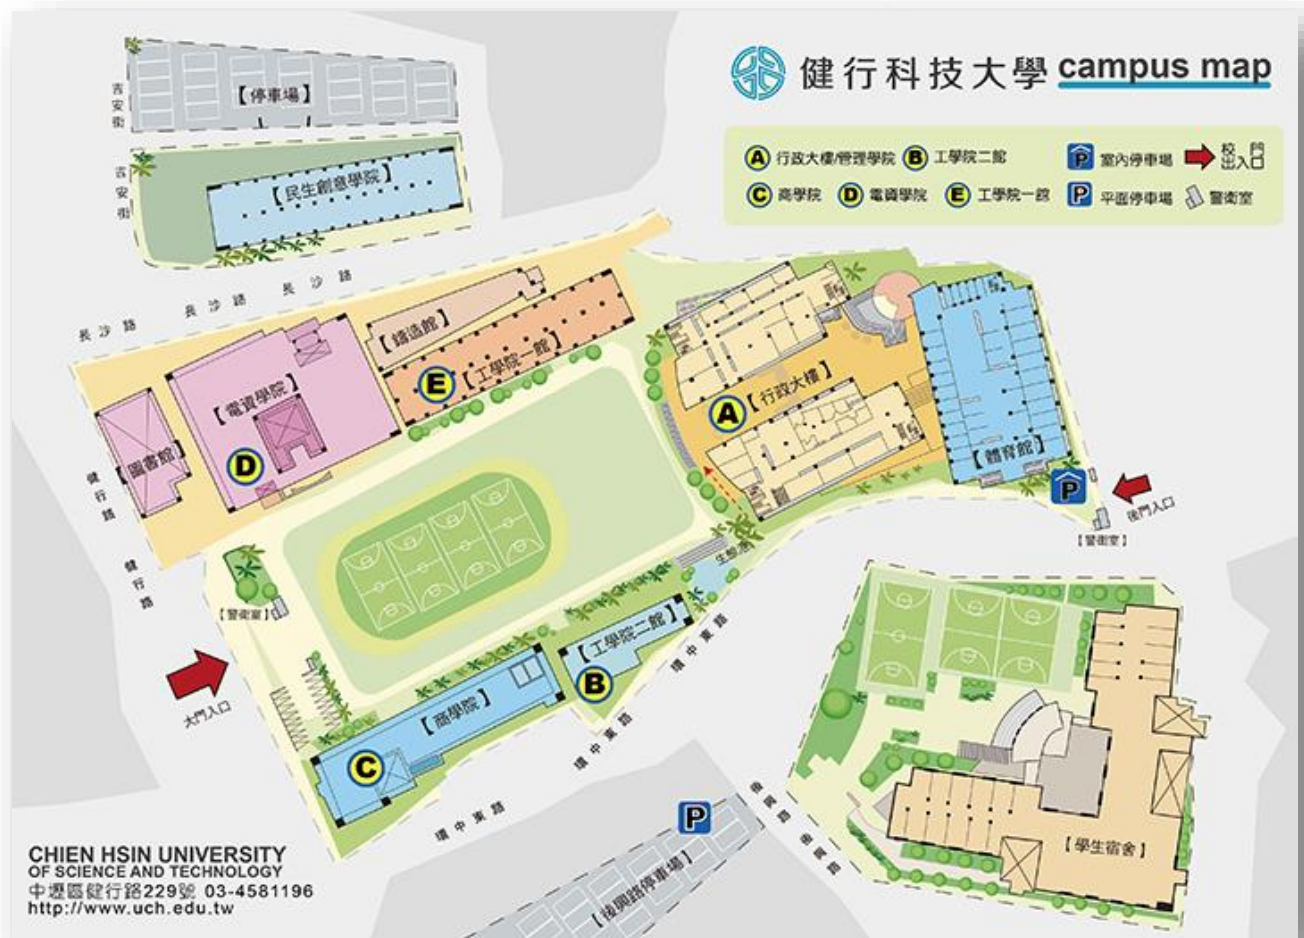 健行科技大學 campus map
A 行政大樓/管理學院 B 工學院二館 P 室內停車場 校門出入口
C 商學院 D 電資學院 E 工學院一館 P 平面停車場 警衛室
吉安街
【停車場】
吉安街
【民生創意學院】
長沙路 長沙路 長沙路
【鑄造館】
【工學院一館】
E
【電資學院】
D
【圖書館】
【行政大樓】
A
【體育館】
P
後門入口
【警衛室】
健行路
健行路
生態池
【警衛室】
大門入口
【工學院二館】
B
環中東路
環中東路
環中東路
【商學院】
C
P
【後興路停車場】
後興路 後興路
【學生宿舍】
CHIEN HSIN UNIVERSITY
OF SCIENCE AND TECHNOLOGY
中壢區健行路229號 03-4581196
http://www.uch.edu.tw